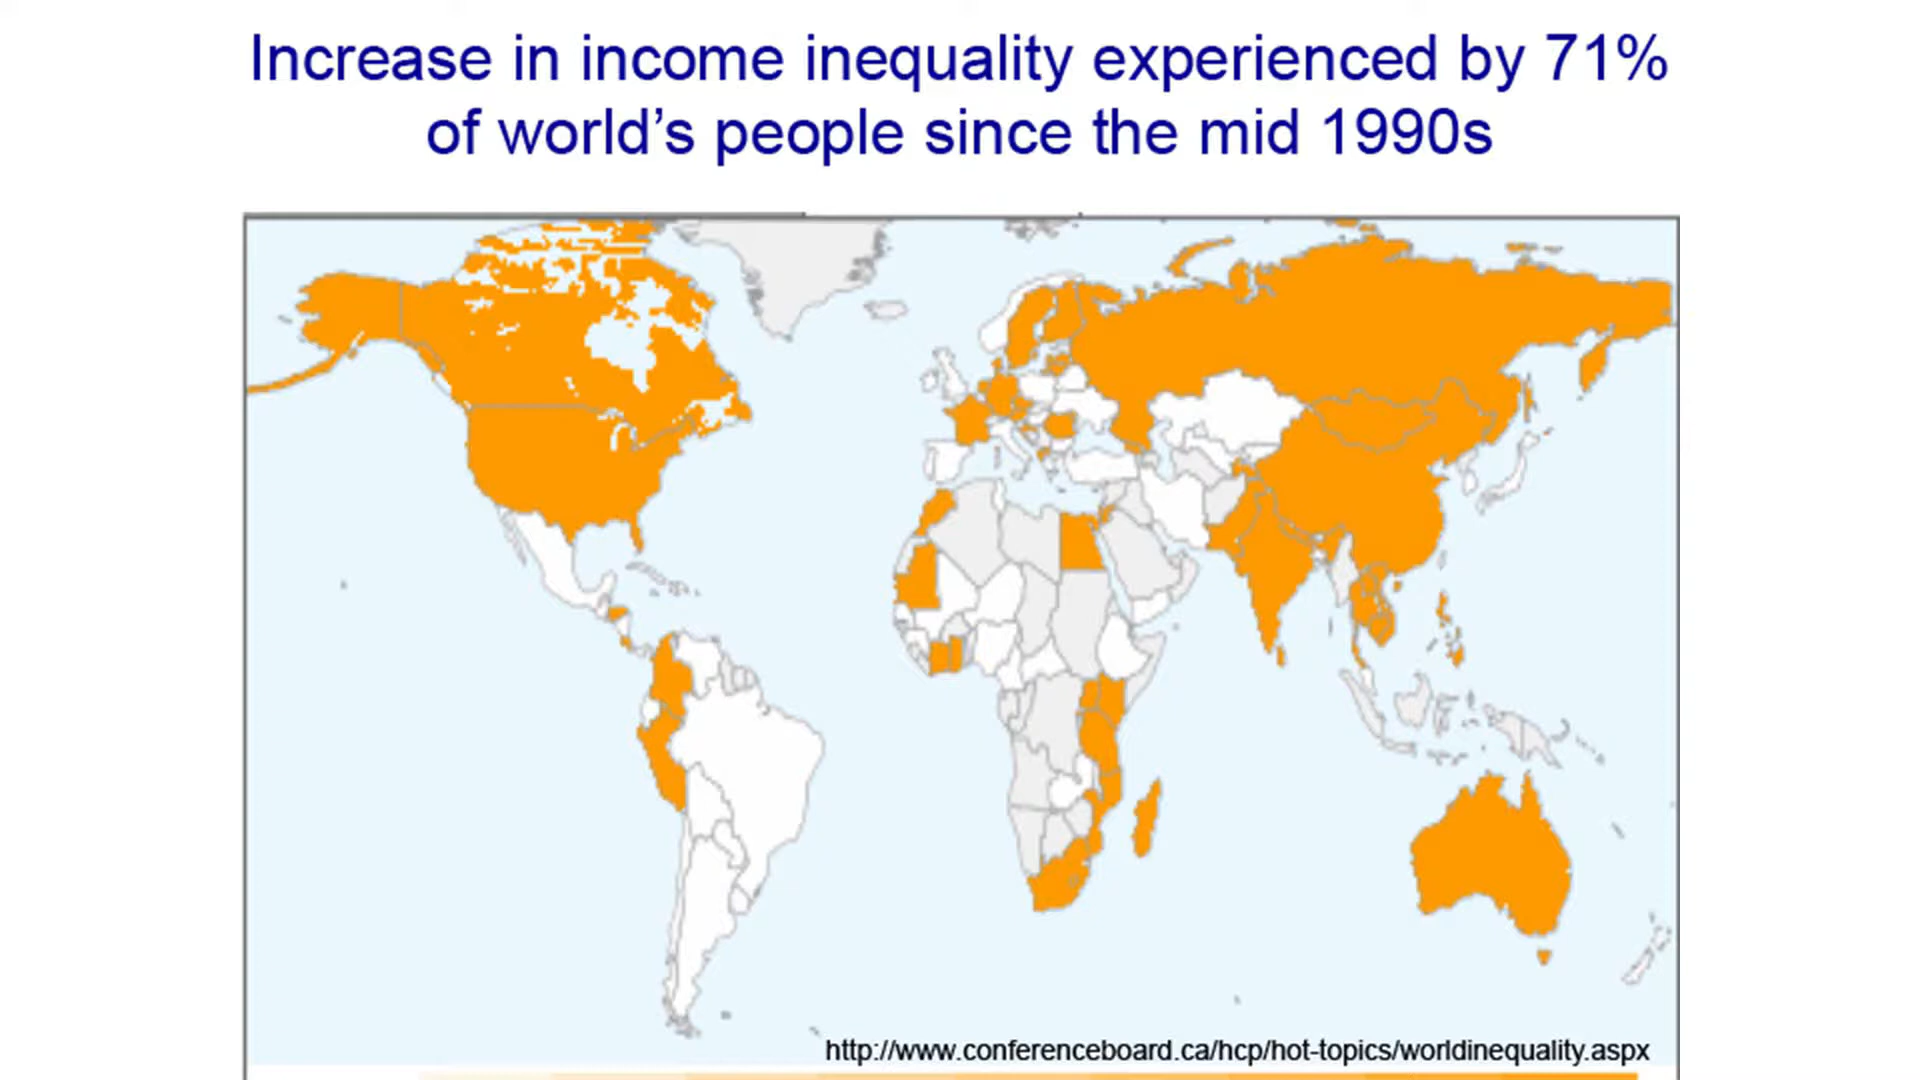 Increase in income inequality experienced by 71%
of world’s people since the mid 1990s
http://www.conferenceboard.ca/hcp/hot-topics/worldinequality.aspx